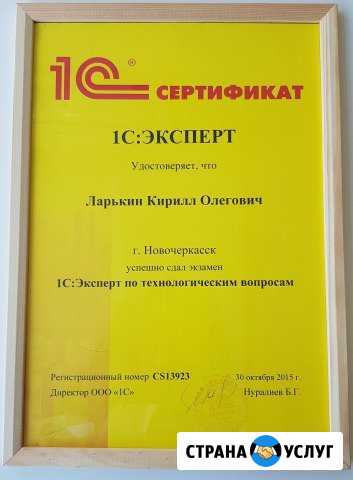 1С® СЕРТИФИКАТ
1С:ЭКСПЕРТ
Удостоверяет, что
Ларькин Кирилл Олегович
г. Новочеркасск
успешно сдал экзамен
1С:Эксперт по технологическим вопросам
Регистрационный номер CS13923 30 октября 2015 г.
Директор ООО «1С» Нуралиев Б.Г.
СТРАНА УСЛУГ